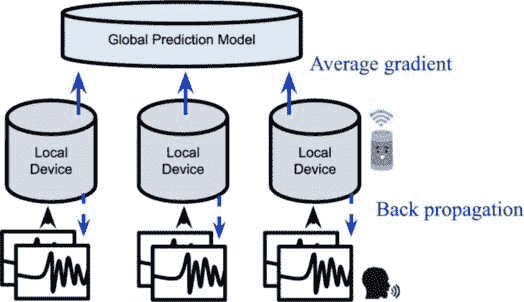 Global Prediction Model
Average gradient
Local
Device
Local
Device
Local
Device
Back propagation